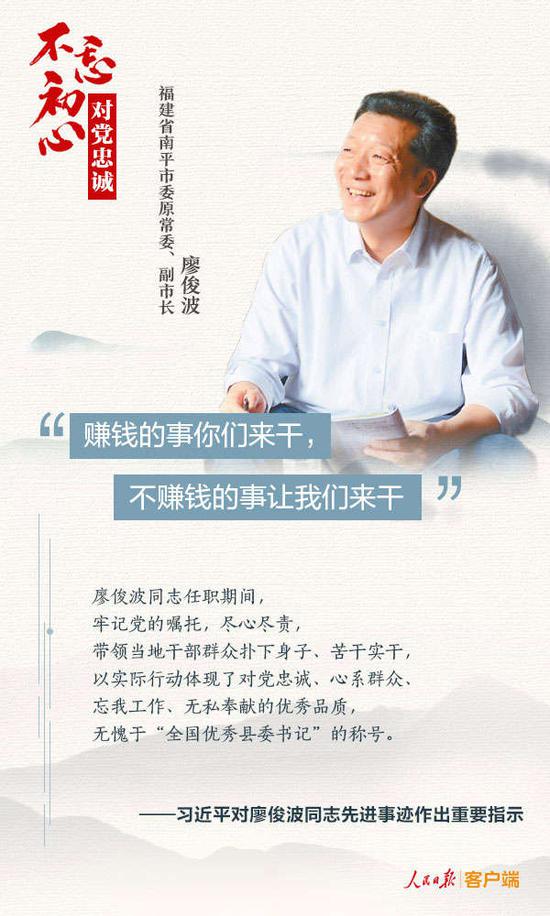 不忘初心
对党忠诚
福建省南平市委原常委、副市长
廖俊波
“赚钱的事你们来干，
不赚钱的事让我们来干”
廖俊波同志任职期间，
牢记党的嘱托，尽心尽责，
带领当地干部群众扑下身子、苦干实干，
以实际行动体现了对党忠诚、心系群众、
忘我工作、无私奉献的优秀品质，
无愧于“全国优秀县委书记”的称号。
——习近平对廖俊波同志先进事迹作出重要指示
人民日报 客户端